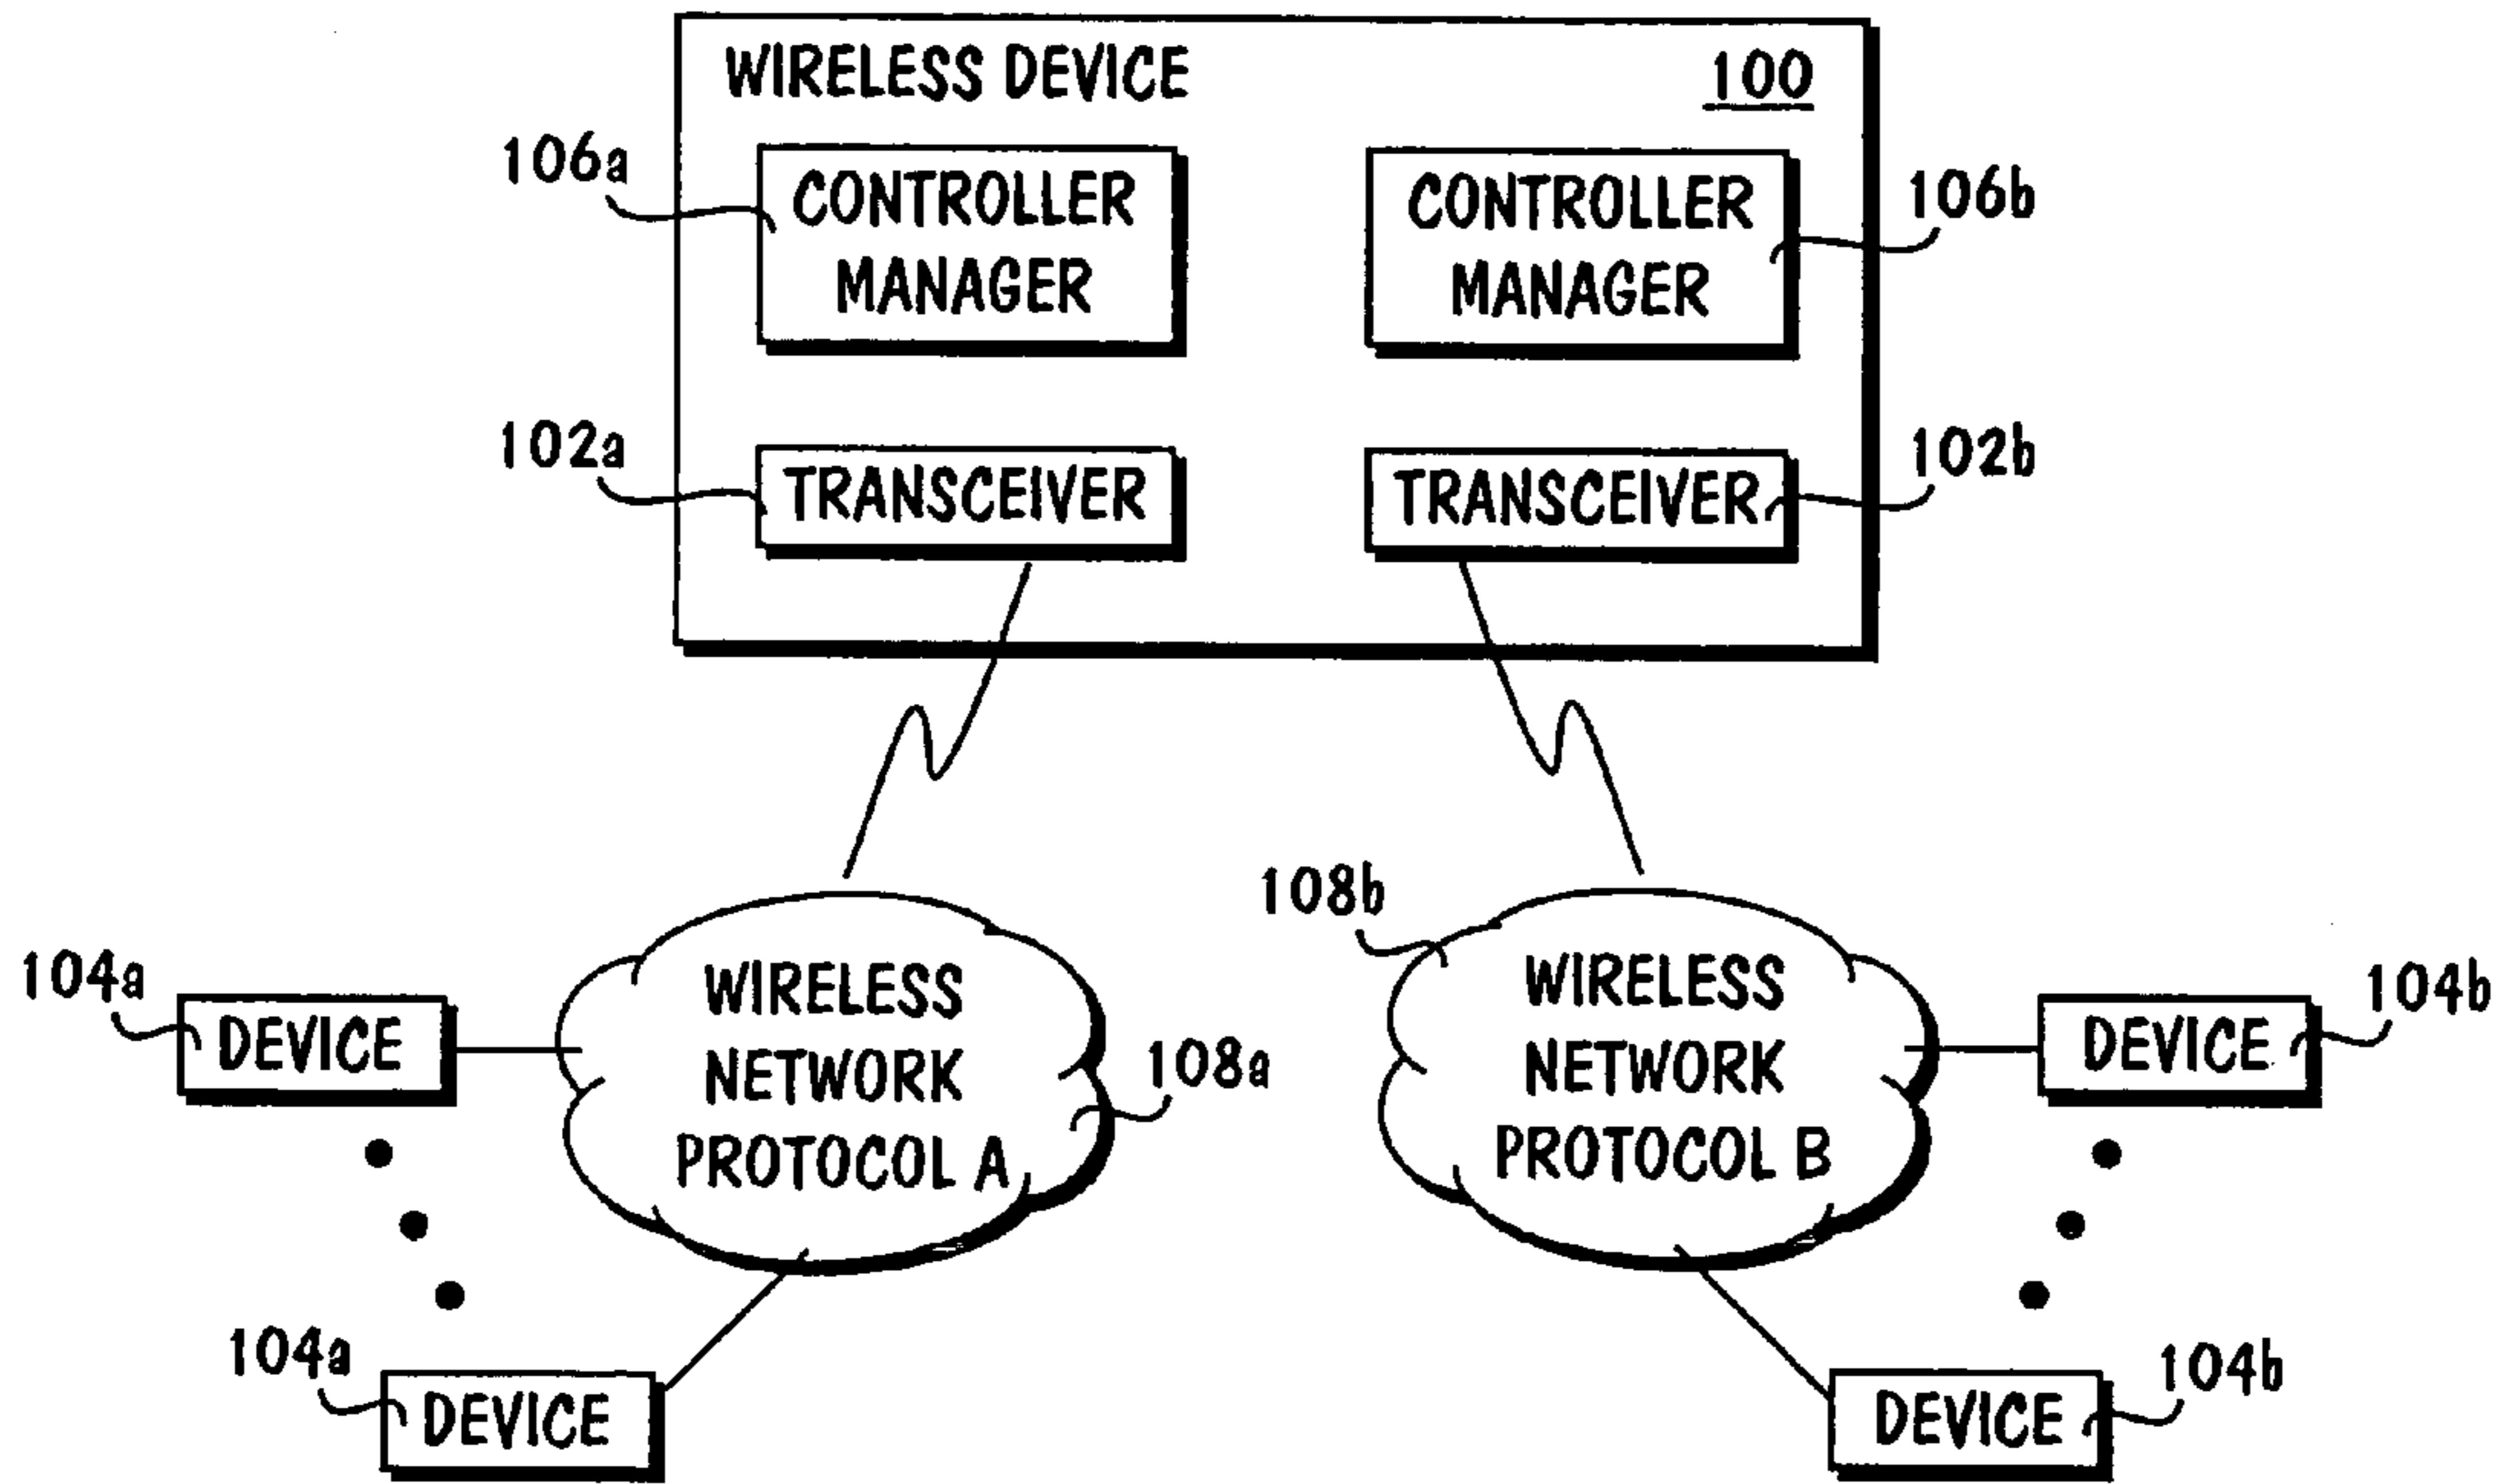 WIRELESS DEVICE
100
106a
CONTROLLER
MANAGER
CONTROLLER
MANAGER
106b
102a
TRANSCEIVER
TRANSCEIVER
102b
108b
104a
DEVICE
WIRELESS
NETWORK
PROTOCOL A
108a
WIRELESS
NETWORK
PROTOCOL B
104b
DEVICE
104a
DEVICE
104b
DEVICE